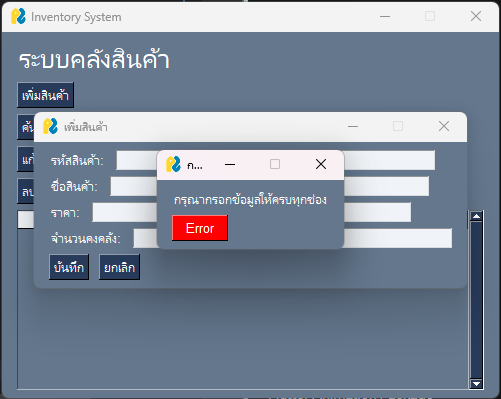 Inventory System
ระบบคลังสินค้า
เพิ่มสินค้า
ค้น
แก้
ลบ
เพิ่มสินค้า
รหัสสินค้า:
ชื่อสินค้า:
ราคา:
จำนวนคงคลัง:
บันทึก ยกเลิก
ก...
กรุณากรอกข้อมูลให้ครบทุกช่อง
Error